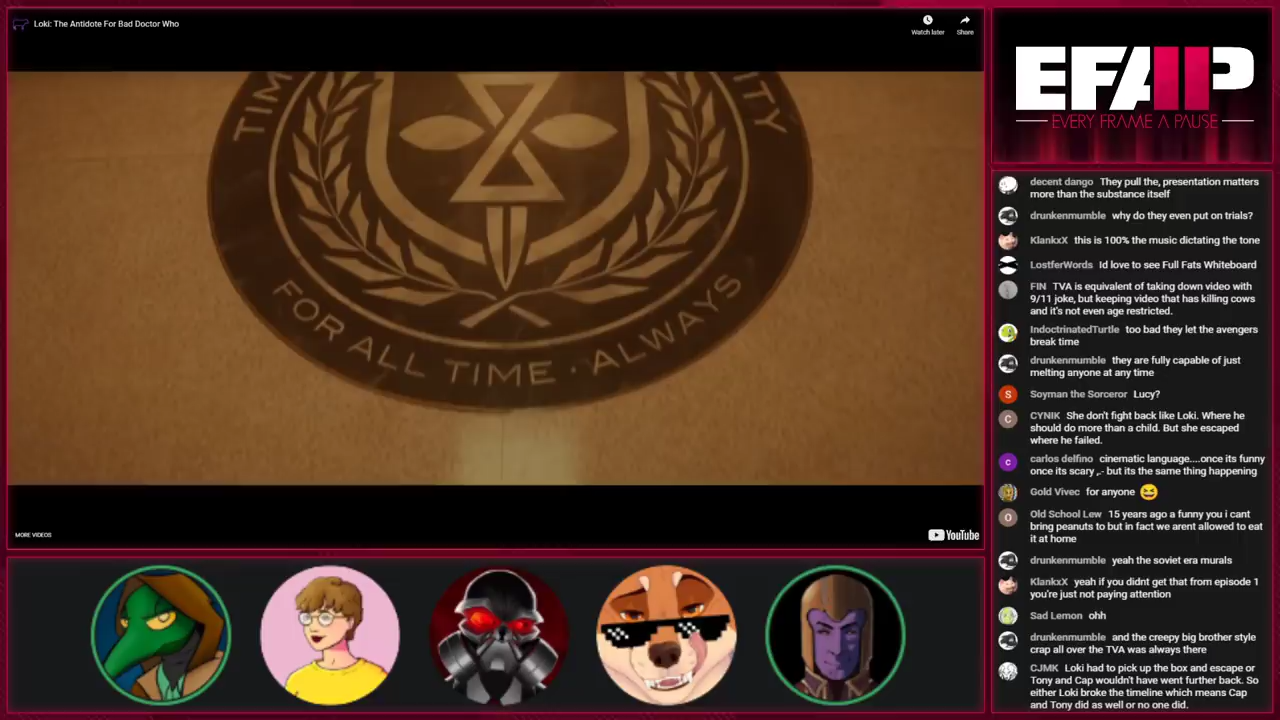 Loki: The Antidote For Bad Doctor Who
Watch later
Share
FOR ALL TIME · ALWAYS
MORE VIDEOS
YouTube
EFAP
EVERY FRAME A PAUSE
decent dango They pull the, presentation matters
more than the substance itself
drunkenmumble why do they even put on trials?
KlankxX this is 100% the music dictating the tone
LostferWords Id love to see Full Fats Whiteboard
FIN TVA is equivalent of taking down video with
9/11 joke, but keeping video that has killing cows
and it's not even age restricted.
IndoctrinatedTurtle too bad they let the avengers
break time
drunkenmumble they are fully capable of just
melting anyone at any time
S
Soyman the Sorceror Lucy?
C
CYNIK She don't fight back like Loki. Where he
should do more than a child. But she escaped
where he failed.
c
carlos delfino cinematic language....once its funny
once its scary ,.- but its the same thing happening
Gold Vivec for anyone 😆
O
Old School Lew 15 years ago a funny you i cant
bring peanuts to but in fact we arent allowed to eat
it at home
drunkenmumble yeah the soviet era murals
KlankxX yeah if you didnt get that from episode 1
you're just not paying attention
Sad Lemon ohh
drunkenmumble and the creepy big brother style
crap all over the TVA was always there
CJMK Loki had to pick up the box and escape or
Tony and Cap wouldn't have went further back. So
either Loki broke the timeline which means Cap
and Tony did as well or no one did.